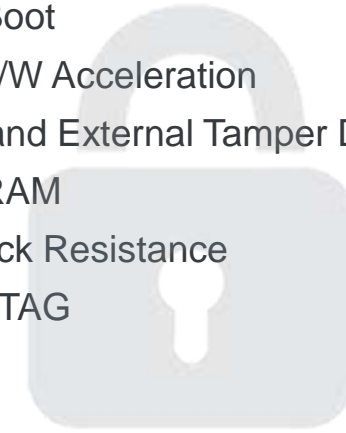 Boot
/W Acceleration
and External Tamper D
RAM
ck Resistance
TAG